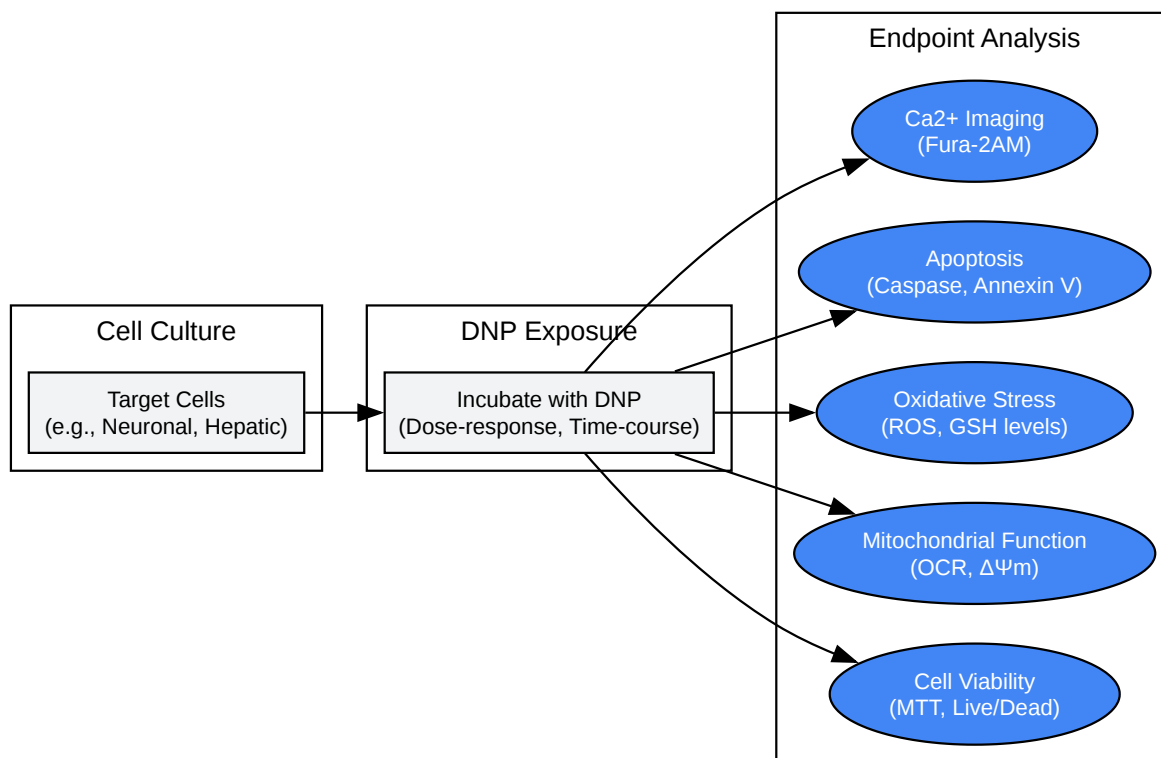 Cell Culture
Target Cells
(e.g., Neuronal, Hepatic)
DNP Exposure
Incubate with DNP
(Dose-response, Time-course)
Endpoint Analysis
Ca2+ Imaging
(Fura-2AM)
Apoptosis
(Caspase, Annexin V)
Oxidative Stress
(ROS, GSH levels)
Mitochondrial Function
(OCR, ΔΨm)
Cell Viability
(MTT, Live/Dead)